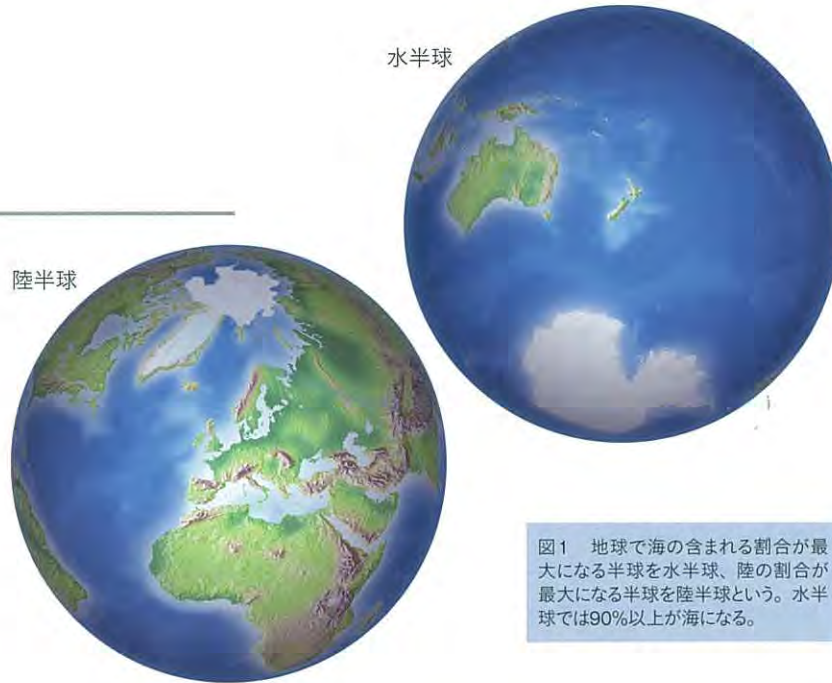 水半球
陸半球
図1　地球で海の含まれる割合が最
大になる半球を水半球、陸の割合が
最大になる半球を陸半球という。水半
球では90%以上が海になる。